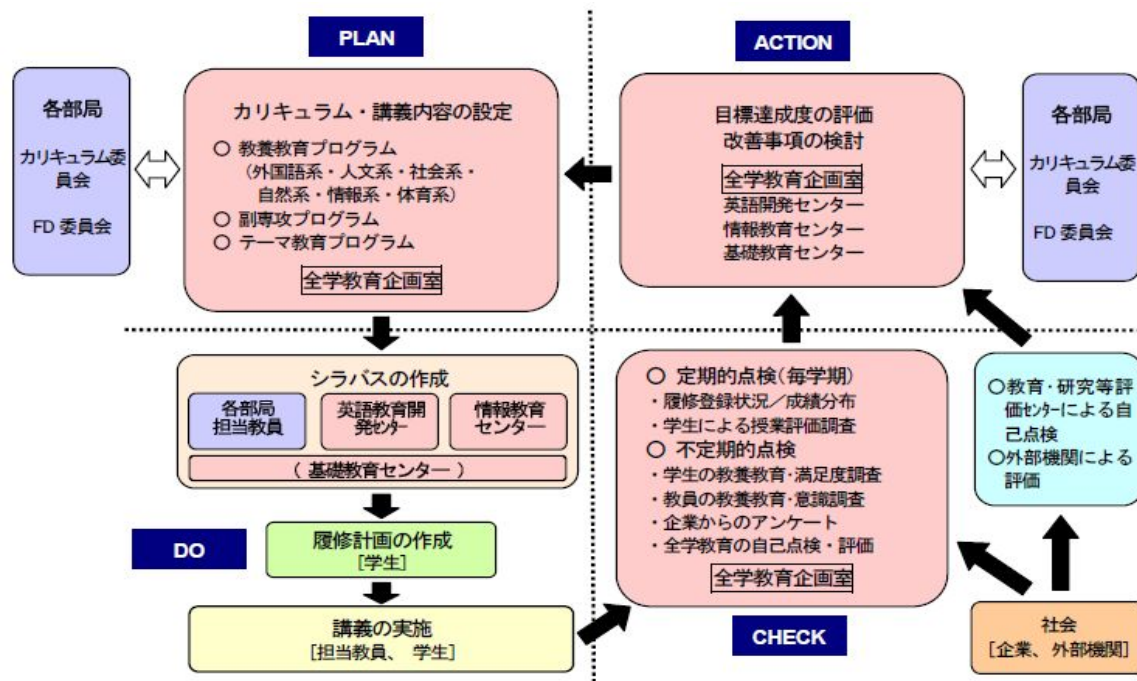 PLAN
各部局
カリキュラム委
員会
FD 委員会
カリキュラム・講義内容の設定
○ 教養教育プログラム
（外国語系・人文系・社会系・
自然系・情報系・体育系）
○ 副専攻プログラム
○ テーマ教育プログラム
全学教育企画室
ACTION
目標達成度の評価
改善事項の検討
全学教育企画室
英語開発センター
情報教育センター
基礎教育センター
各部局
カリキュラム委
員会
FD 委員会
シラバスの作成
各部局
担当教員
英語教育開
発センター
情報教育
センター
（ 基礎教育センター ）
DO
履修計画の作成
[学生]
講義の実施
[担当教員、 学生]
○ 定期的点検（毎学期）
・履修登録状況／成績分布
・学生による授業評価調査
○ 不定期的点検
・学生の教養教育・満足度調査
・教員の教養教育・意識調査
・企業からのアンケート
・全学教育の自己点検・評価
全学教育企画室
CHECK
○教育・研究等評
価センターによる自
己点検
○外部機関による
評価
社会
[企業、外部機関]